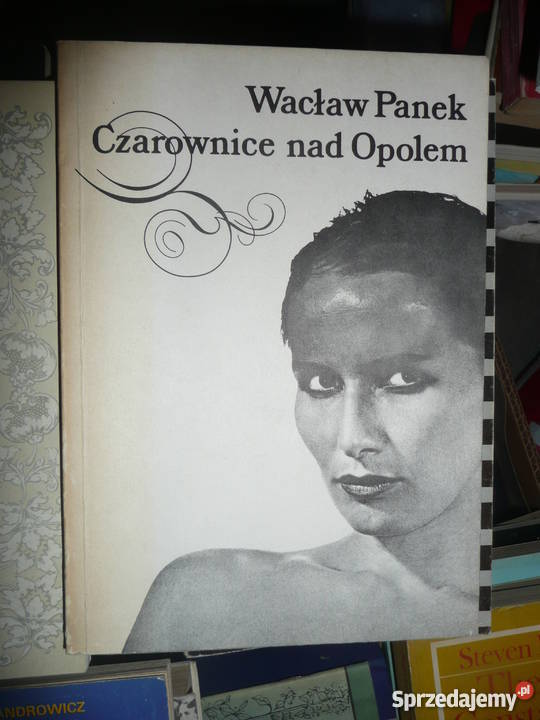 Wacław Panek
Czarownice nad Opolem
Steven
ANDROWICZ
Sprzedajemy.pl